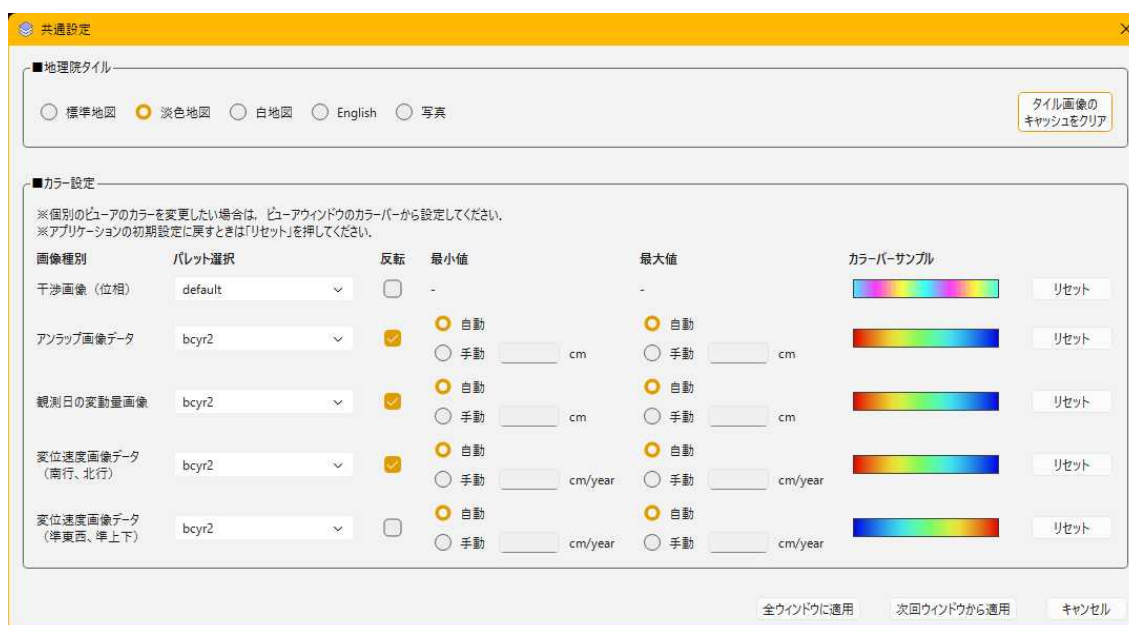 共通設定
■地理院タイル
標準地図 淡色地図 白地図 English 写真
タイル画像の
キャッシュをクリア
■カラー設定
※個別のビューアのカラーを変更したい場合は、ビューアウィンドウのカラーバーから設定してください。
※アプリケーションの初期設定に戻すときは「リセット」を押してください。
画像種別 パレット選択 反転 最小値 最大値 カラーバーサンプル
干渉画像（位相） default - - リセット
アンラップ画像データ bcyr2 リセット
自動 自動
手動 cm 手動 cm
観測日の変動量画像 bcyr2 リセット
自動 自動
手動 cm 手動 cm
変位速度画像データ
（南行、北行） bcyr2 リセット
自動 自動
手動 cm/year 手動 cm/year
変位速度画像データ
（準東西、準上下） bcyr2 リセット
自動 自動
手動 cm/year 手動 cm/year
全ウィンドウに適用 次回ウィンドウから適用 キャンセル